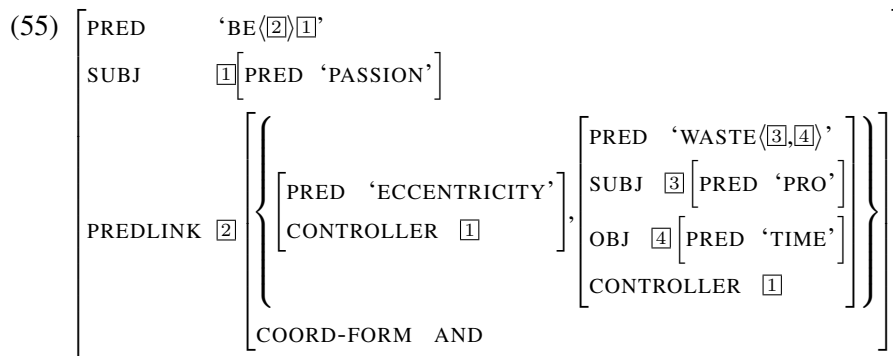 (55) PRED ‘BE⟨2⟩1’
SUBJ 1[PRED ‘PASSION’]
PRED ‘WASTE⟨3,4⟩’
PRED ‘ECCENTRICITY’ SUBJ 3[PRED ‘PRO’]
PREDLINK 2 CONTROLLER 1 , OBJ 4[PRED ‘TIME’]
CONTROLLER 1
COORD-FORM AND